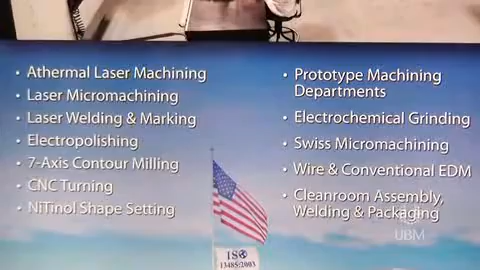 • Athermal Laser Machining
• Laser Micromachining
• Laser Welding & Marking
• Electropolishing
• 7-Axis Contour Milling
• CNC Turning
• NiTinol Shape Setting
• Prototype Machining
Departments
• Electrochemical Grinding
• Swiss Micromachining
• Wire & Conventional EDM
• Cleanroom Assembly,
Welding & Packaging
ISO
13485:2003
UBM